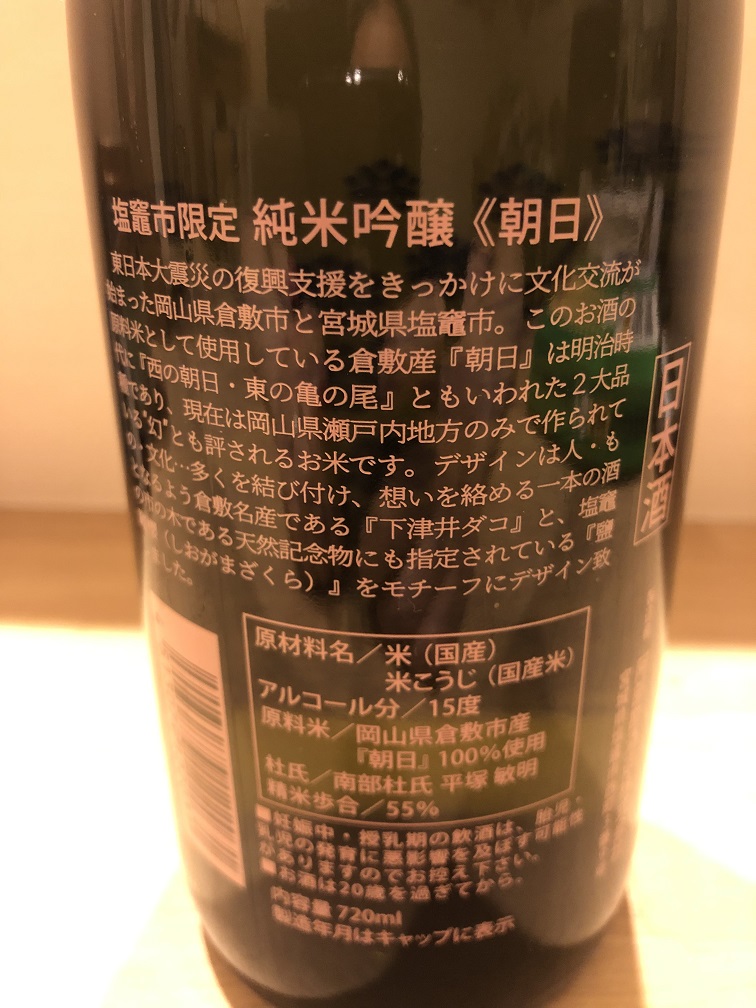 塩竈市限定 純米吟醸《朝日》
東日本大震災の復興支援をきっかけに文化交流が
始まった岡山県倉敷市と宮城県塩竈市。このお酒の
原料米として使用している倉敷産『朝日』は明治時
代に『西の朝日・東の亀の尾』ともいわれた2大品
種であり、現在は岡山県瀬戸内地方のみで作られて
いる"幻"とも評されるお米です。デザインは人・も
の・文化…多くを結び付け、想いを絡める一本の酒
となるよう倉敷名産である『下津井ダコ』と、塩竈
の市の木である天然記念物にも指定されている『鹽
(しおがまざくら)』をモチーフにデザイン致
しました。
日本酒
原材料名/米(国産)
米こうじ(国産米)
アルコール分/15度
原料米/岡山県倉敷市産
『朝日』100%使用
杜氏/南部杜氏 平塚 敏明
精米歩合/55%
■妊娠中・授乳期の飲酒は、胎児・
乳児の発育に悪影響を及ぼす可能性
がありますのでお控え下さい。
■お酒は20歳を過ぎてから。
内容量 720ml
製造年月はキャップに表示